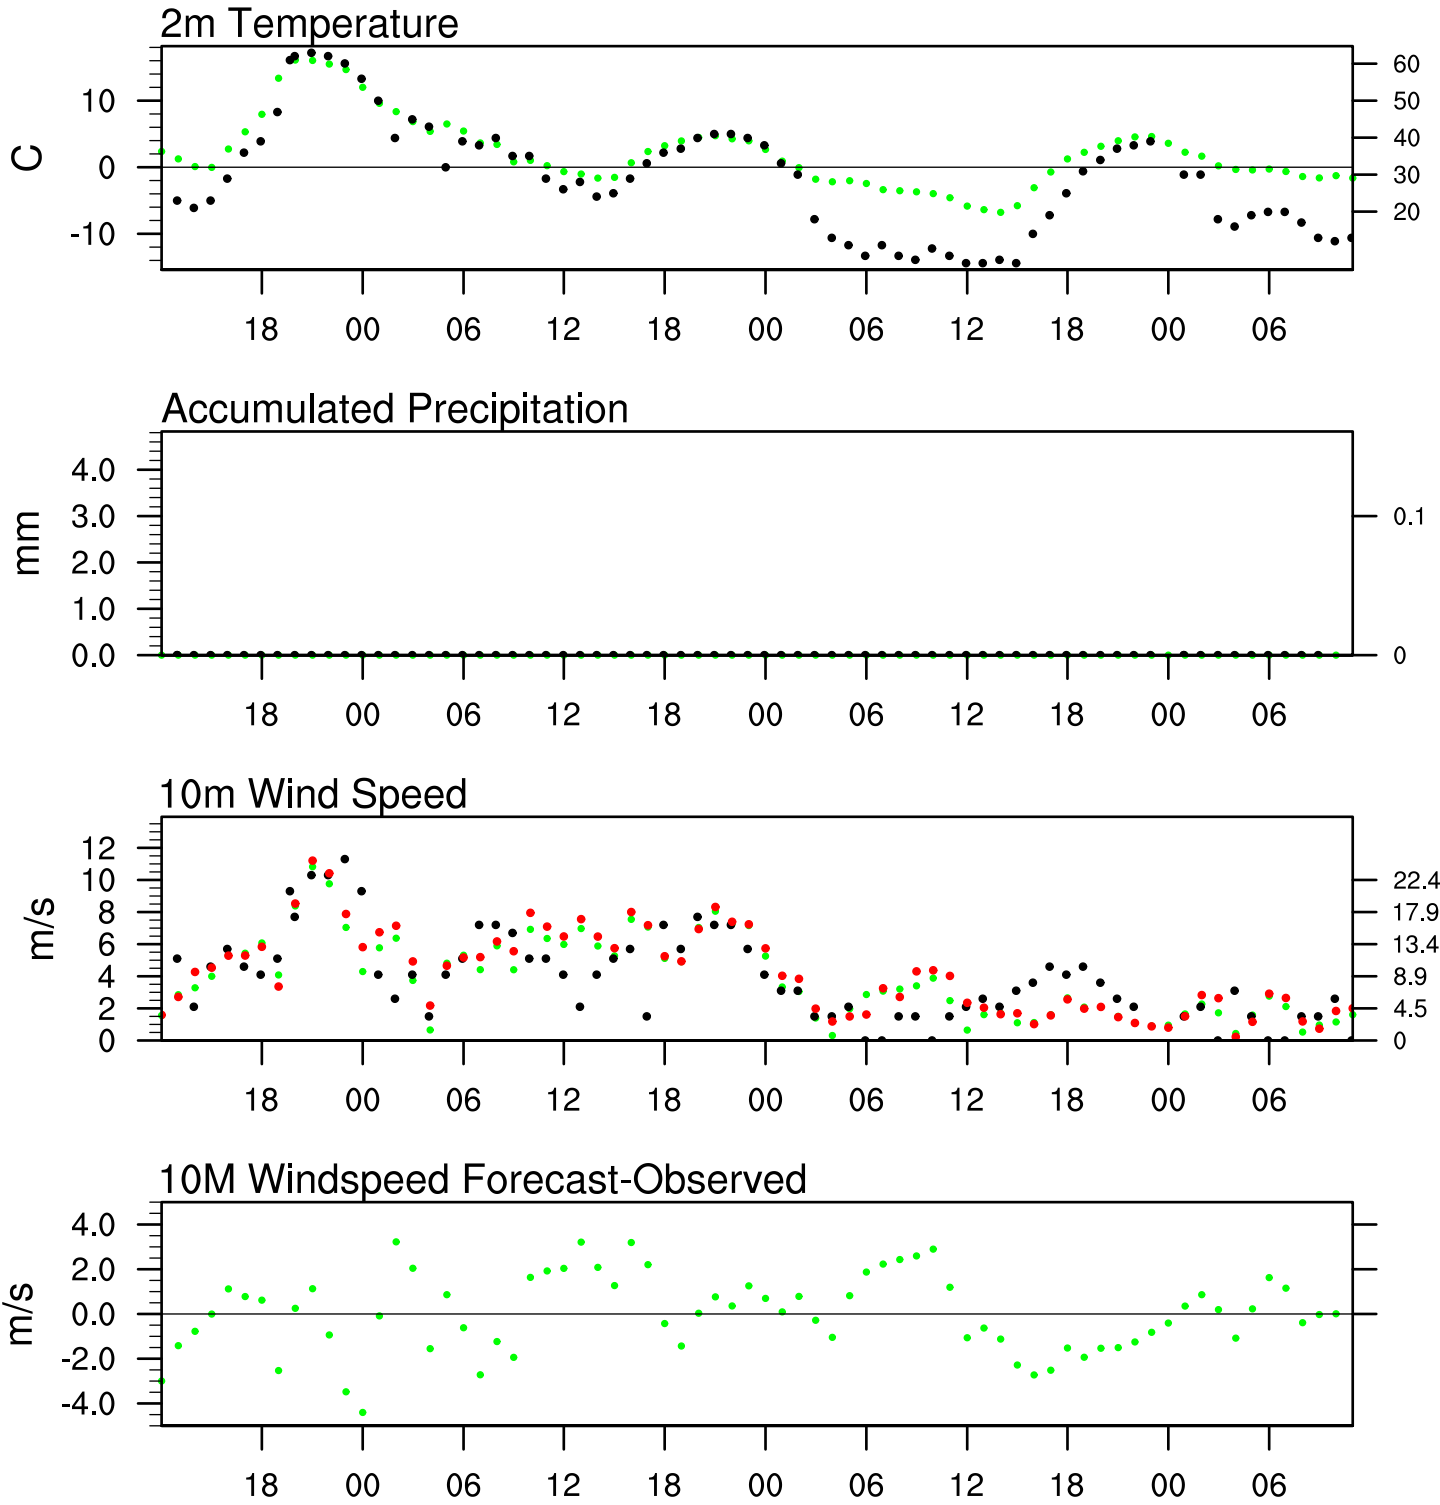 2m Temperature
C
10
0
-10
60
50
40
30
20
18 00 06 12 18 00 06 12 18 00 06
Accumulated Precipitation
mm
4.0
3.0
2.0
1.0
0.0
0.1
0
18 00 06 12 18 00 06 12 18 00 06
10m Wind Speed
m/s
12
10
8
6
4
2
0
22.4
17.9
13.4
8.9
4.5
0
18 00 06 12 18 00 06 12 18 00 06
10M Windspeed Forecast-Observed
m/s
4.0
2.0
0.0
-2.0
-4.0
18 00 06 12 18 00 06 12 18 00 06